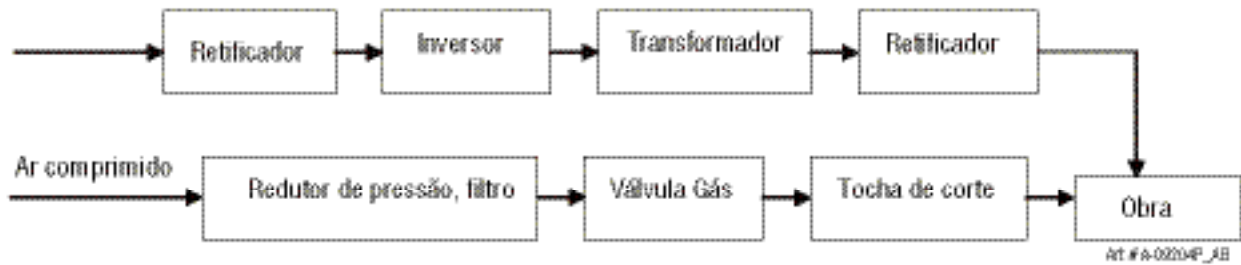 Retificador
Inversor
Transformador
Retificador
Ar comprimido
Redutor de pressão, filtro
Válvula Gás
Tocha de corte
Obra
Art # A-09204P_AB